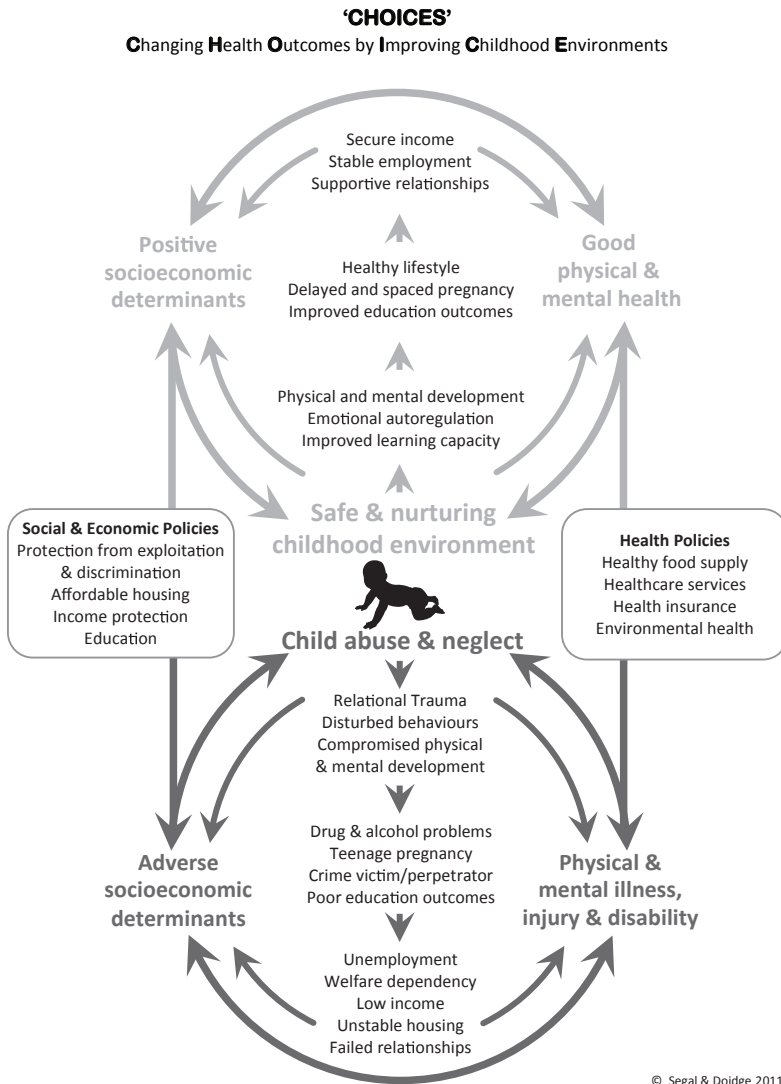 'CHOICES'
Changing Health Outcomes by Improving Childhood Environments
Secure income
Stable employment
Supportive relationships
Positive
socioeconomic
determinants
Good
physical &
mental health
Healthy lifestyle
Delayed and spaced pregnancy
Improved education outcomes
Physical and mental development
Emotional autoregulation
Improved learning capacity
Safe & nurturing
childhood environment
Social & Economic Policies
Protection from exploitation
& discrimination
Affordable housing
Income protection
Education
Health Policies
Healthy food supply
Healthcare services
Health insurance
Environmental health
Child abuse & neglect
Relational Trauma
Disturbed behaviours
Compromised physical
& mental development
Drug & alcohol problems
Teenage pregnancy
Crime victim/perpetrator
Poor education outcomes
Adverse
socioeconomic
determinants
Physical &
mental illness,
injury & disability
Unemployment
Welfare dependency
Low income
Unstable housing
Failed relationships
© Segal & Doidge 2011